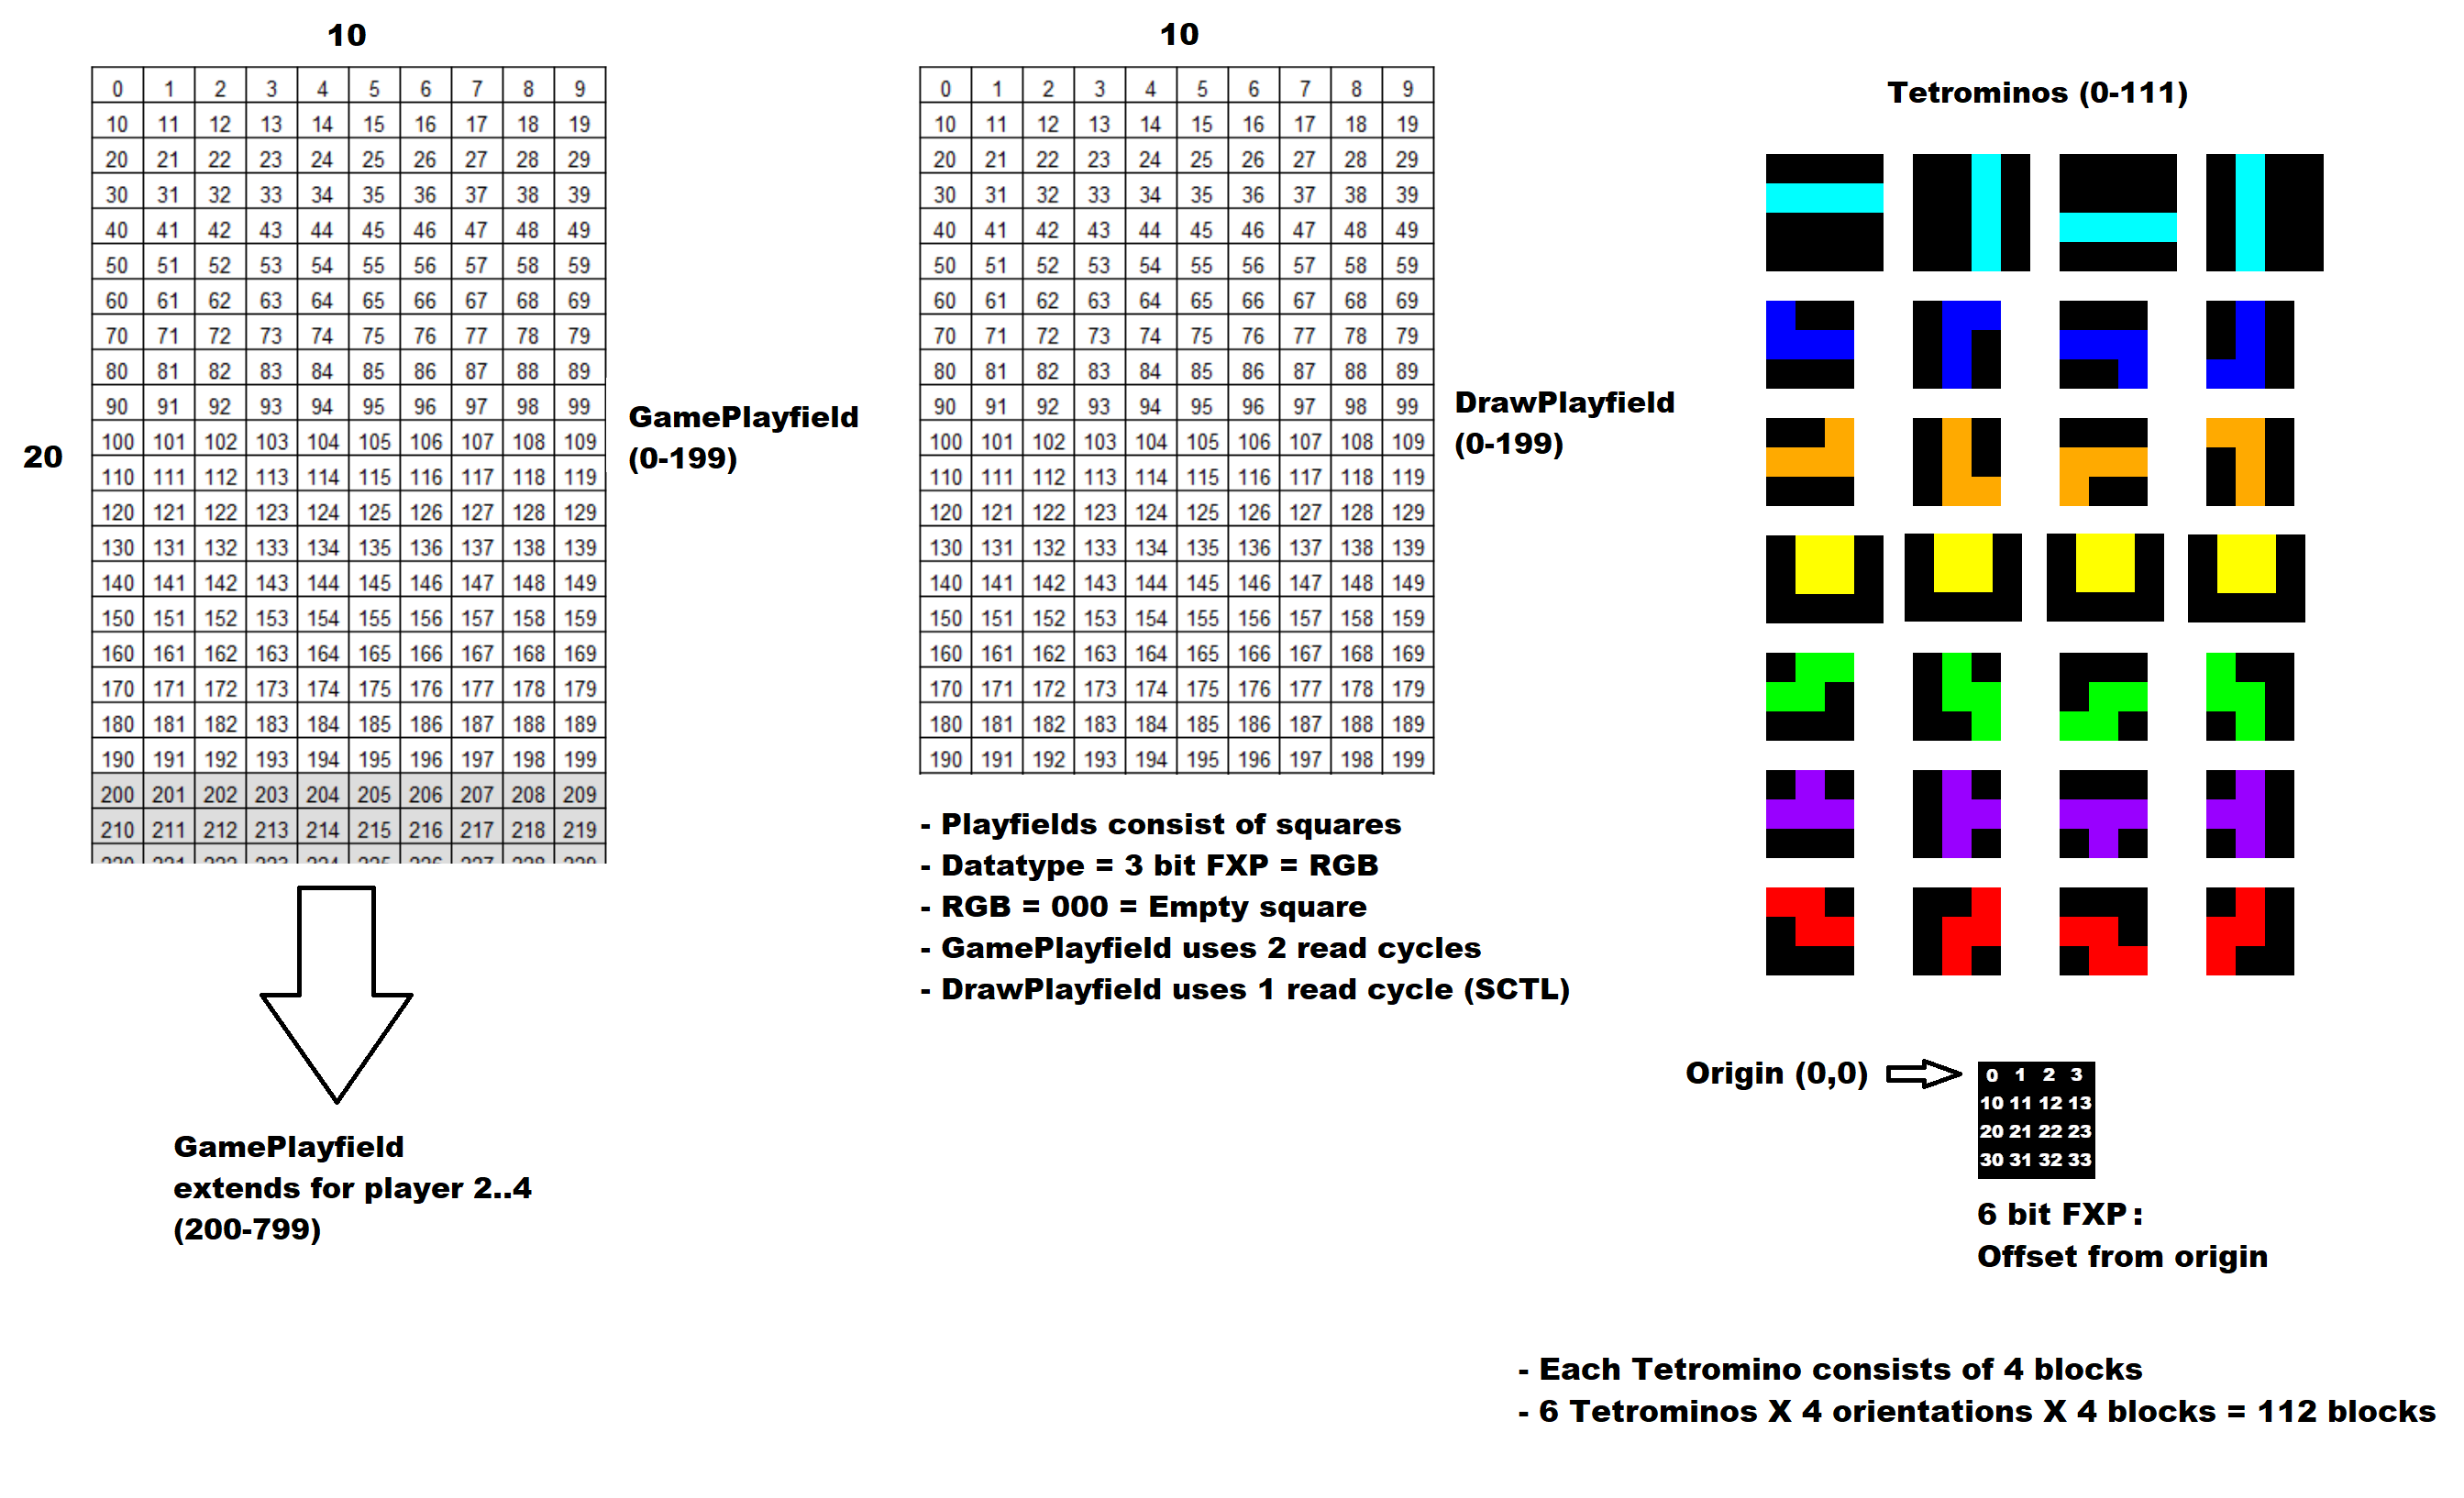 10
0 1 2 3 4 5 6 7 8 9
10 11 12 13 14 15 16 17 18 19
20 21 22 23 24 25 26 27 28 29
30 31 32 33 34 35 36 37 38 39
40 41 42 43 44 45 46 47 48 49
50 51 52 53 54 55 56 57 58 59
60 61 62 63 64 65 66 67 68 69
70 71 72 73 74 75 76 77 78 79
80 81 82 83 84 85 86 87 88 89
90 91 92 93 94 95 96 97 98 99
100 101 102 103 104 105 106 107 108 109
110 111 112 113 114 115 116 117 118 119
120 121 122 123 124 125 126 127 128 129
130 131 132 133 134 135 136 137 138 139
140 141 142 143 144 145 146 147 148 149
150 151 152 153 154 155 156 157 158 159
160 161 162 163 164 165 166 167 168 169
170 171 172 173 174 175 176 177 178 179
180 181 182 183 184 185 186 187 188 189
190 191 192 193 194 195 196 197 198 199
200 201 202 203 204 205 206 207 208 209
210 211 212 213 214 215 216 217 218 219
20
GamePlayfield
(0-199)
GamePlayfield
extends for player 2..4
(200-799)
10
0 1 2 3 4 5 6 7 8 9
10 11 12 13 14 15 16 17 18 19
20 21 22 23 24 25 26 27 28 29
30 31 32 33 34 35 36 37 38 39
40 41 42 43 44 45 46 47 48 49
50 51 52 53 54 55 56 57 58 59
60 61 62 63 64 65 66 67 68 69
70 71 72 73 74 75 76 77 78 79
80 81 82 83 84 85 86 87 88 89
90 91 92 93 94 95 96 97 98 99
100 101 102 103 104 105 106 107 108 109
110 111 112 113 114 115 116 117 118 119
120 121 122 123 124 125 126 127 128 129
130 131 132 133 134 135 136 137 138 139
140 141 142 143 144 145 146 147 148 149
150 151 152 153 154 155 156 157 158 159
160 161 162 163 164 165 166 167 168 169
170 171 172 173 174 175 176 177 178 179
180 181 182 183 184 185 186 187 188 189
190 191 192 193 194 195 196 197 198 199
DrawPlayfield
(0-199)
- Playfields consist of squares
- Datatype = 3 bit FXP = RGB
- RGB = 000 = Empty square
- GamePlayfield uses 2 read cycles
- DrawPlayfield uses 1 read cycle (SCTL)
Tetrominos (0-111)
Origin (0,0)
0 1 2 3
10 11 12 13
20 21 22 23
30 31 32 33
6 bit FXP:
Offset from origin
- Each Tetromino consists of 4 blocks
- 6 Tetrominos X 4 orientations X 4 blocks = 112 blocks